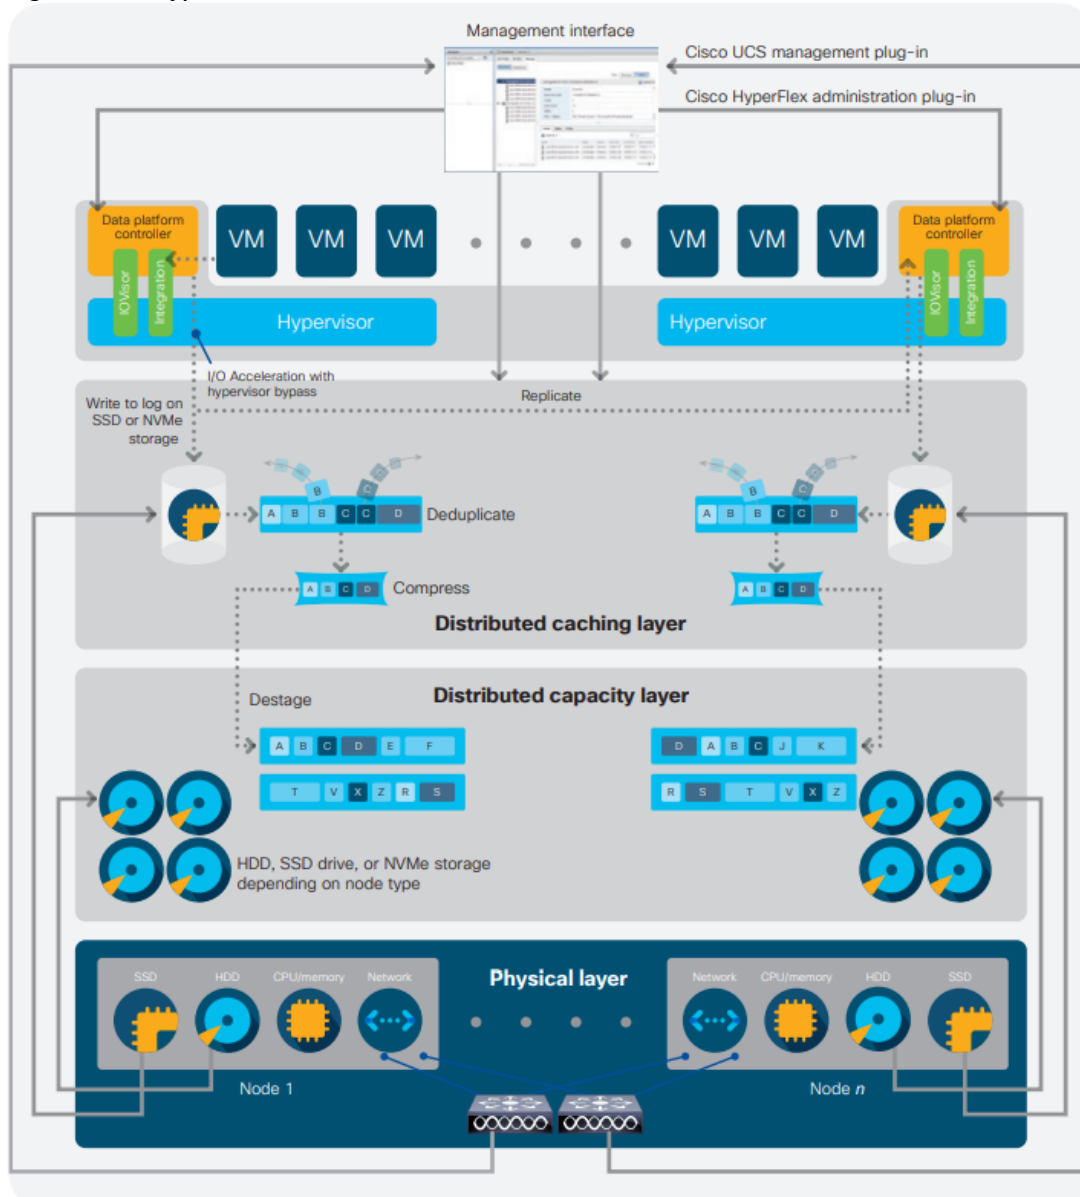 Management interface
Cisco UCS management plug-in
Cisco HyperFlex administration plug-in
Data platform
controller
VM
VM
VM
VM
VM
VM
Data platform
controller
IOVisor
Integration
IOVisor
Integration
Hypervisor
Hypervisor
I/O Acceleration with
hypervisor bypass
Replicate
Write to log on
SSD or NVMe
storage
B
C
B
C
A B B C C D
Deduplicate
A B B C C D
A B C D
Compress
A B C D
Distributed caching layer
Distributed capacity layer
Destage
A B C D E F
D A B C J K
T V X Z R S
R S T V X Z
HDD, SSD drive, or NVMe storage
depending on node type
SSD
HDD
CPU/memory
Network
Physical layer
Network
CPU/memory
HDD
SSD
Node 1
Node n